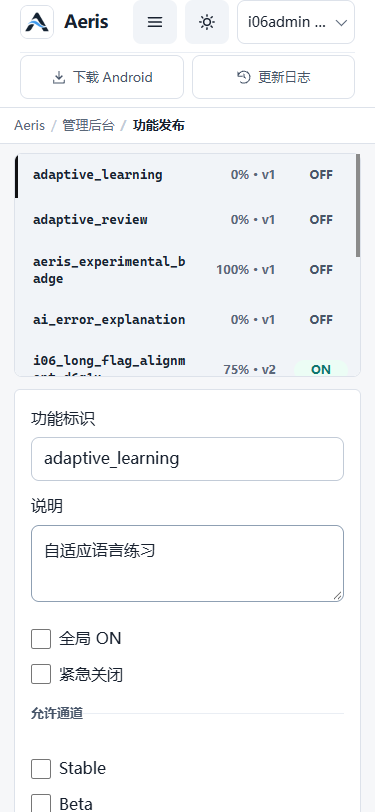 Aeris
i06admin ...
下载 Android
更新日志
Aeris / 管理后台 / 功能发布
adaptive_learning 0% • v1 OFF
adaptive_review 0% • v1 OFF
aeris_experimental_b
adge 100% • v1 OFF
ai_error_explanation 0% • v1 OFF
i06_long_flag_alignm
75% • v2 ON
功能标识
adaptive_learning
说明
自适应语言练习
全局 ON
紧急关闭
允许通道
Stable
Beta